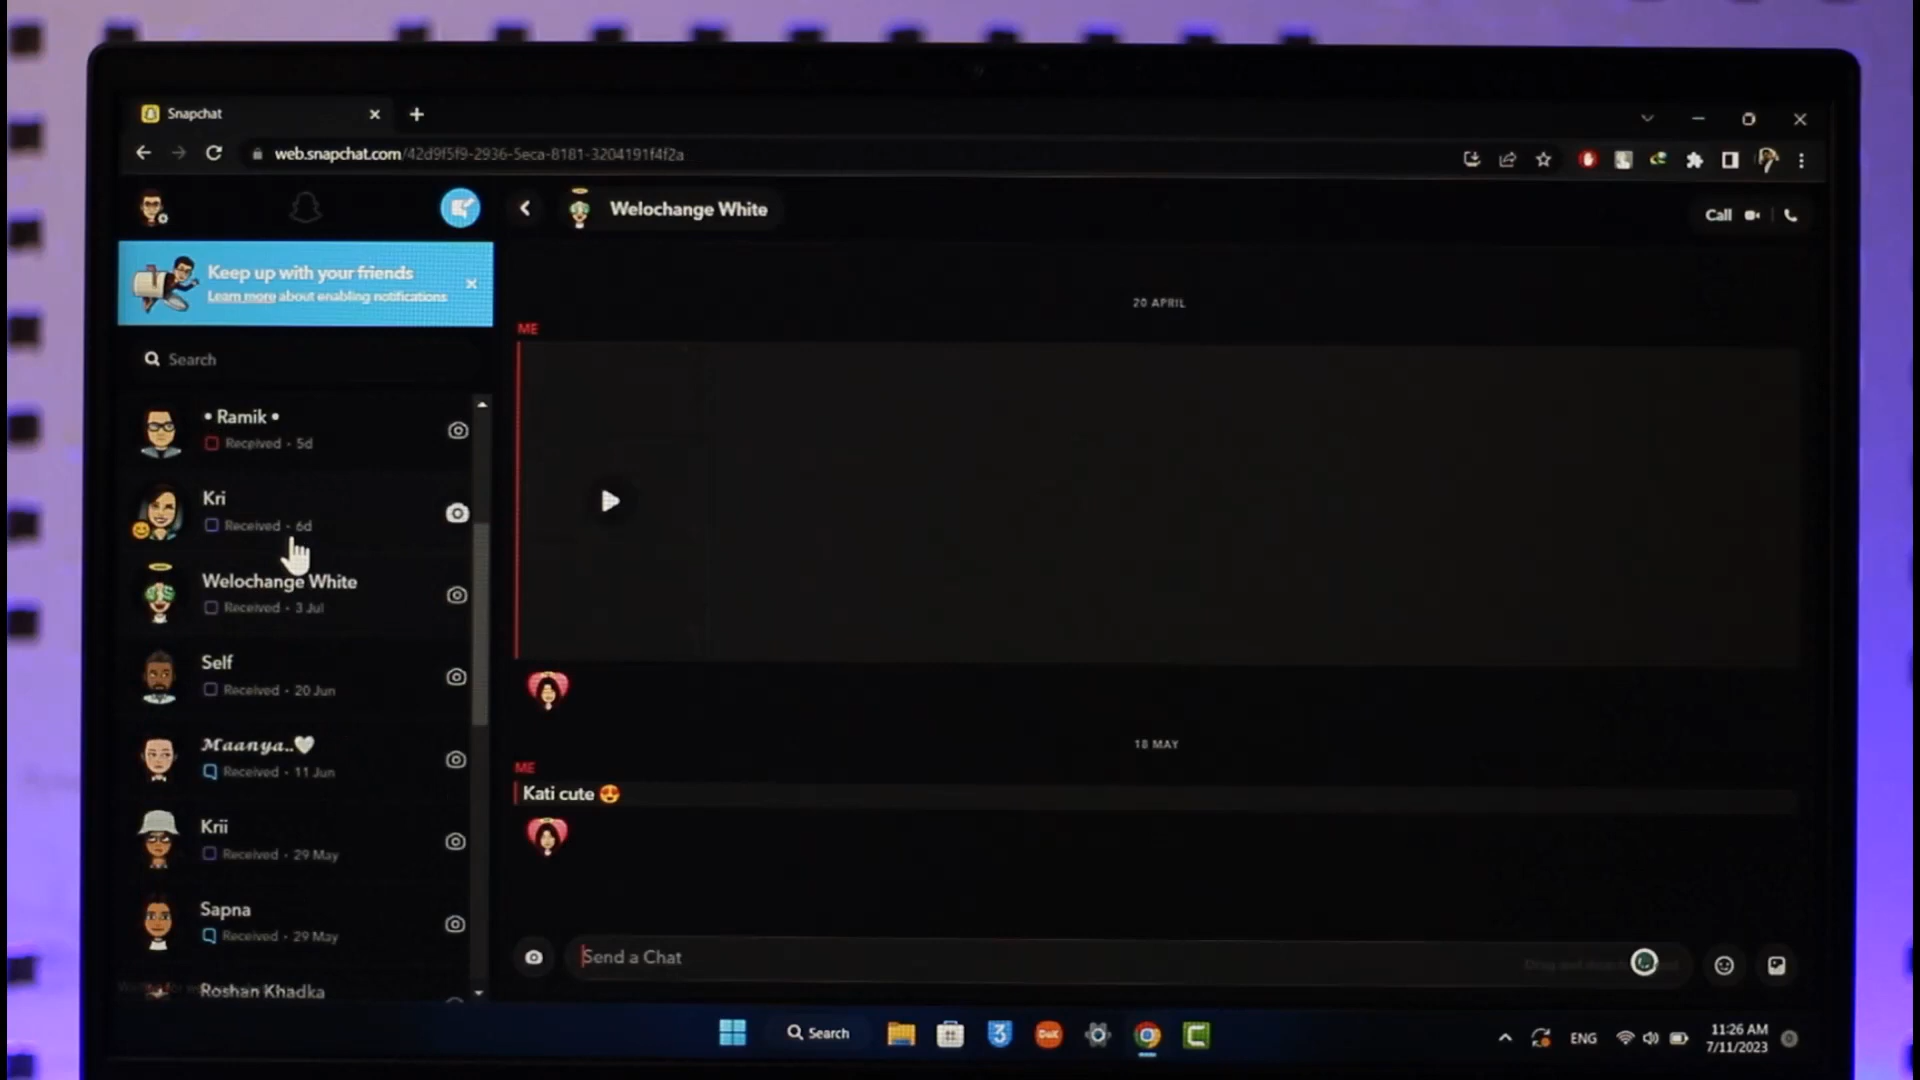 Snapchat
web.snapchat.com/42d9f5f9-2936-5eca-8181-3204191f4f2a
Welochange White
Call
Keep up with your friends
Learn more about enabling notifications
Search
• Ramik •
Received - 5d
Kri
Received - 6d
Welochange White
Received - 3 Jul
Self
Received - 20 Jun
Maanya..🤍
Received - 11 Jun
Krii
Received - 29 May
Sapna
Received - 29 May
Roshan Khadka
20 APRIL
ME
18 MAY
ME
Kati cute 😍
Send a Chat
Search
3
ENG
11:26 AM
7/11/2023